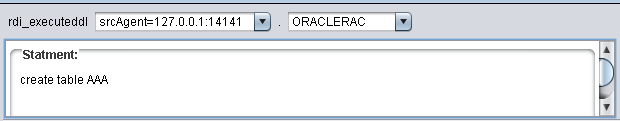 rdi_executeddl srcAgent=127.0.0.1:14141 . ORACLERAC
Statment:
create table AAA